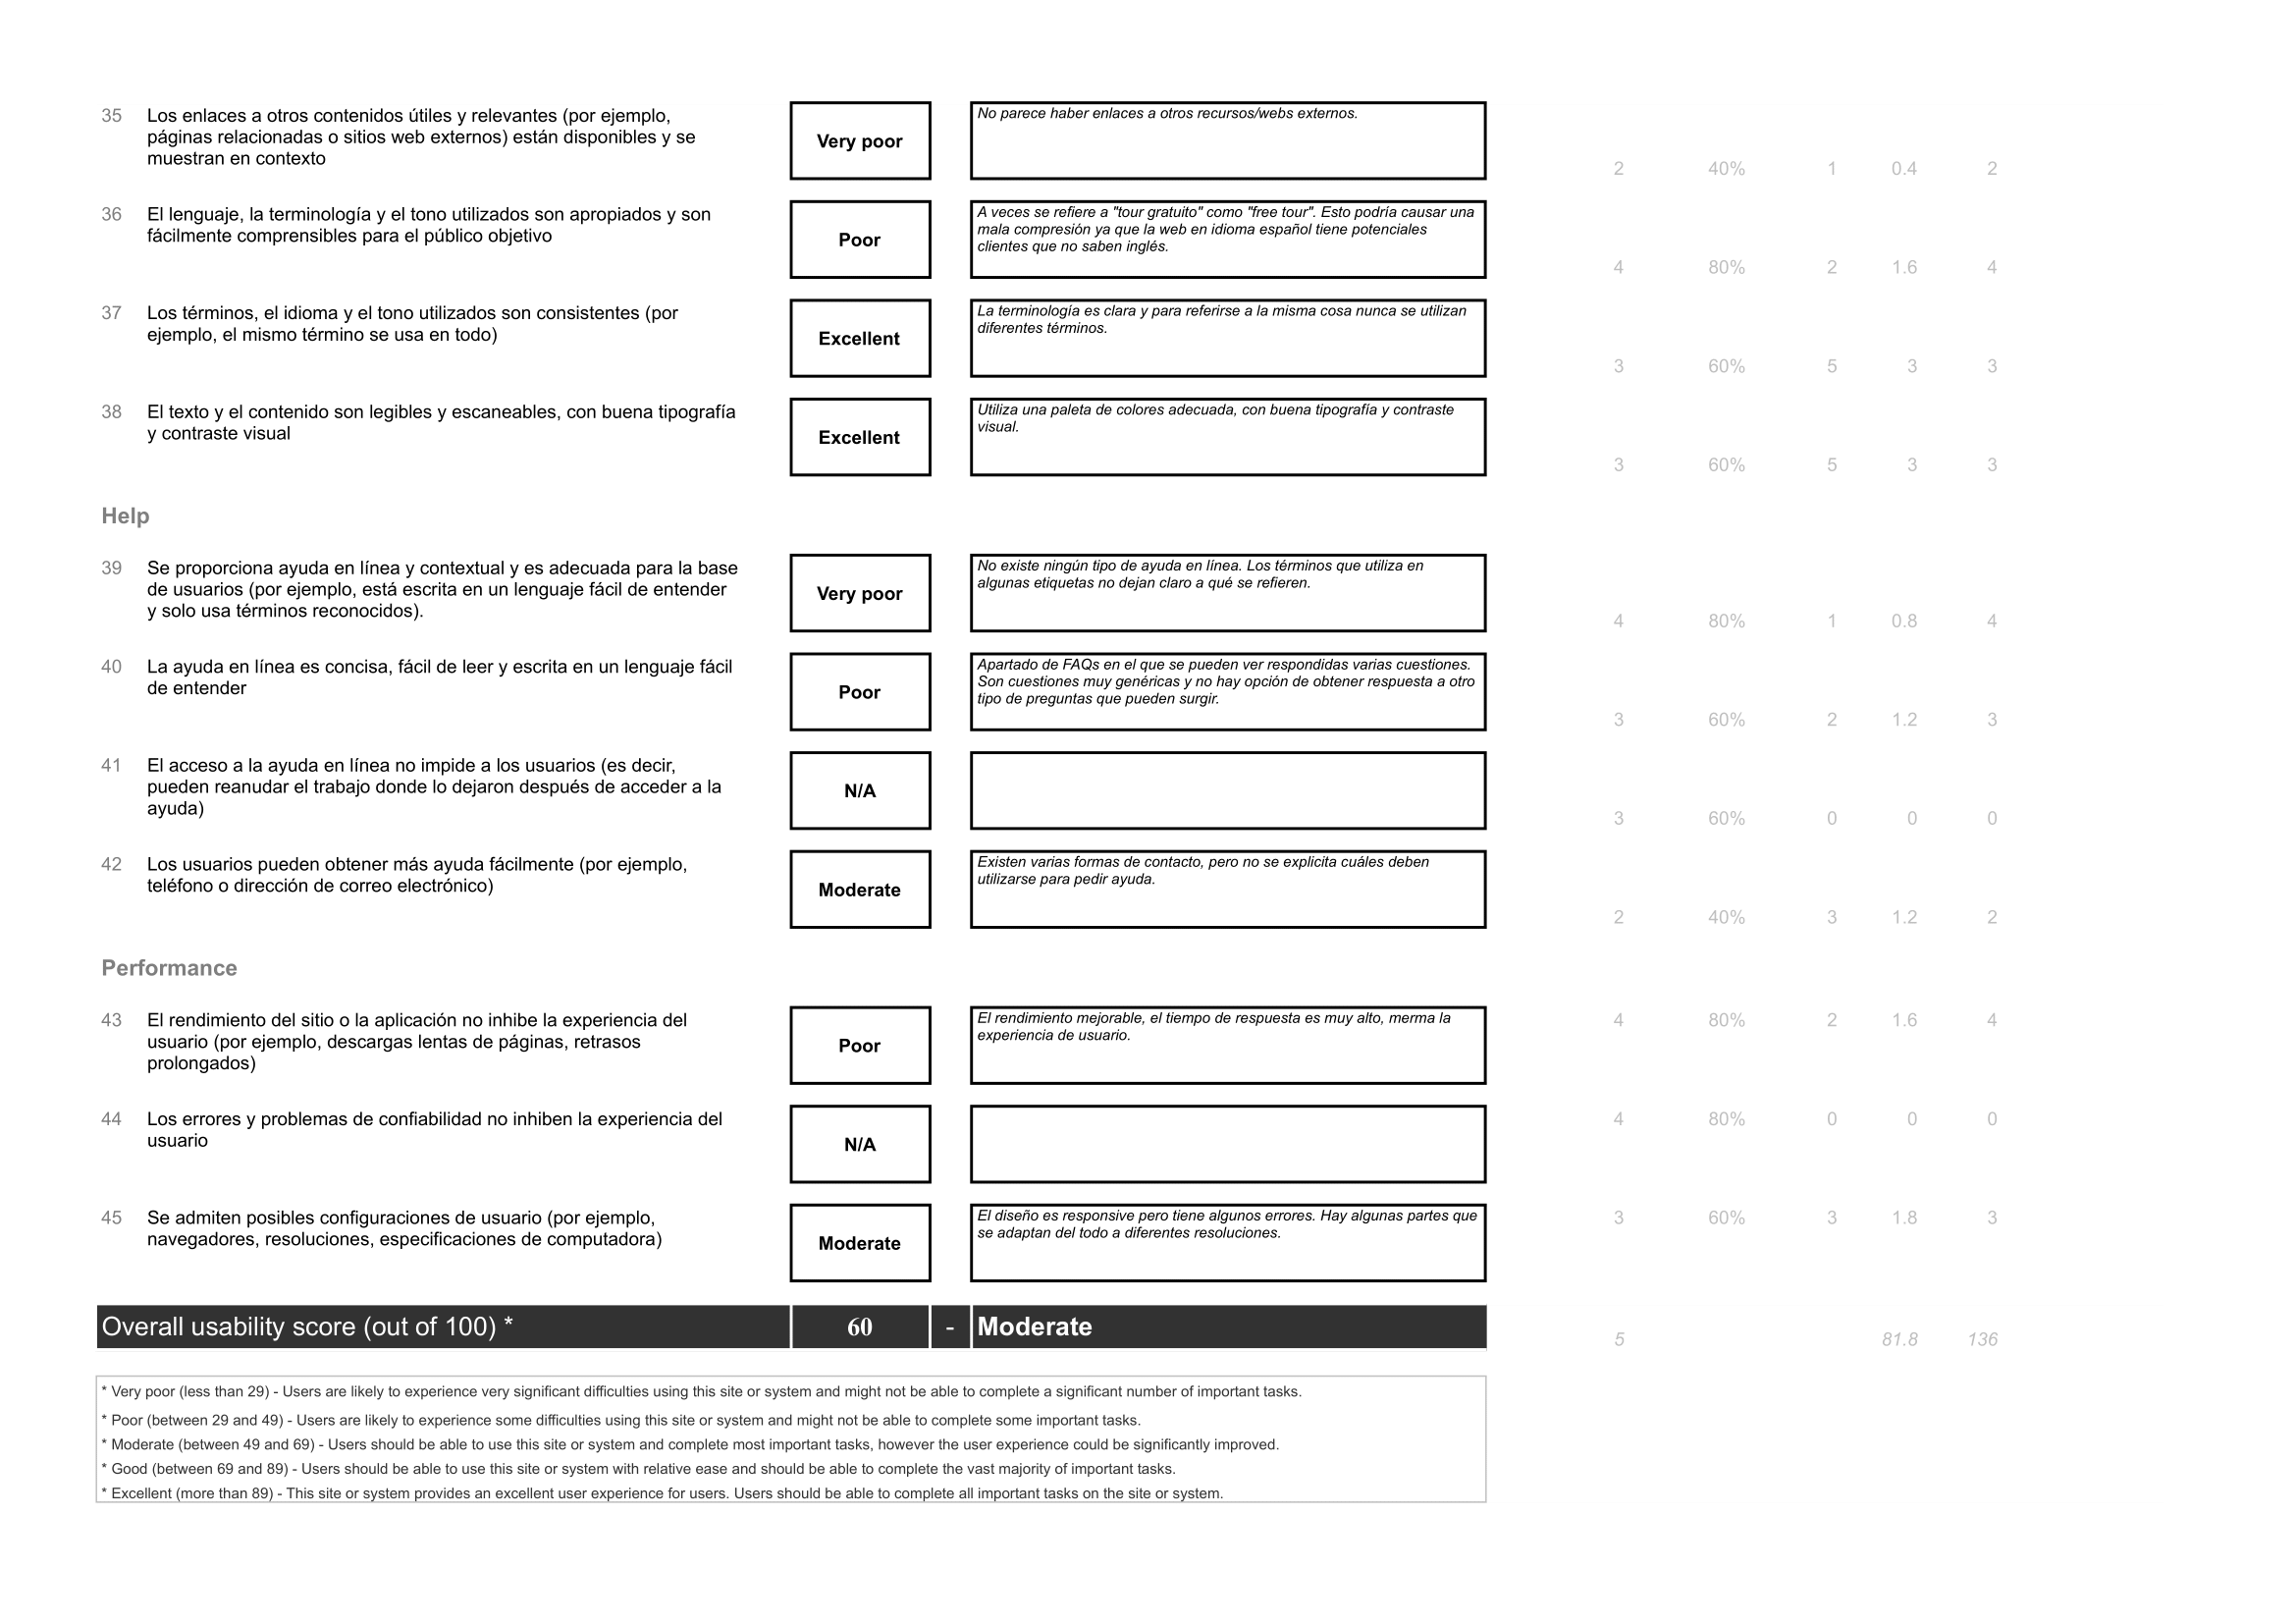 35 Los enlaces a otros contenidos útiles y relevantes (por ejemplo,
páginas relacionadas o sitios web externos) están disponibles y se
muestran en contexto
Very poor
No parece haber enlaces a otros recursos/webs externos.
2 40% 1 0.4 2
36 El lenguaje, la terminología y el tono utilizados son apropiados y son
fácilmente comprensibles para el público objetivo
Poor
A veces se refiere a "tour gratuito" como "free tour". Esto podría causar una
mala compresión ya que la web en idioma español tiene potenciales
clientes que no saben inglés.
4 80% 2 1.6 4
37 Los términos, el idioma y el tono utilizados son consistentes (por
ejemplo, el mismo término se usa en todo)
Excellent
La terminología es clara y para referirse a la misma cosa nunca se utilizan
diferentes términos.
3 60% 5 3 3
38 El texto y el contenido son legibles y escaneables, con buena tipografía
y contraste visual
Excellent
Utiliza una paleta de colores adecuada, con buena tipografía y contraste
visual.
3 60% 5 3 3
Help
39 Se proporciona ayuda en línea y contextual y es adecuada para la base
de usuarios (por ejemplo, está escrita en un lenguaje fácil de entender
y solo usa términos reconocidos).
Very poor
No existe ningún tipo de ayuda en línea. Los términos que utiliza en
algunas etiquetas no dejan claro a qué se refieren.
4 80% 1 0.8 4
40 La ayuda en línea es concisa, fácil de leer y escrita en un lenguaje fácil
de entender
Poor
Apartado de FAQs en el que se pueden ver respondidas varias cuestiones.
Son cuestiones muy genéricas y no hay opción de obtener respuesta a otro
tipo de preguntas que pueden surgir.
3 60% 2 1.2 3
41 El acceso a la ayuda en línea no impide a los usuarios (es decir,
pueden reanudar el trabajo donde lo dejaron después de acceder a la
ayuda)
N/A
3 60% 0 0 0
42 Los usuarios pueden obtener más ayuda fácilmente (por ejemplo,
teléfono o dirección de correo electrónico)
Moderate
Existen varias formas de contacto, pero no se explicita cuáles deben
utilizarse para pedir ayuda.
2 40% 3 1.2 2
Performance
43 El rendimiento del sitio o la aplicación no inhibe la experiencia del
usuario (por ejemplo, descargas lentas de páginas, retrasos
prolongados)
Poor
El rendimiento mejorable, el tiempo de respuesta es muy alto, merma la
experiencia de usuario.
4 80% 2 1.6 4
44 Los errores y problemas de confiabilidad no inhiben la experiencia del
usuario
N/A
4 80% 0 0 0
45 Se admiten posibles configuraciones de usuario (por ejemplo,
navegadores, resoluciones, especificaciones de computadora)
Moderate
El diseño es responsive pero tiene algunos errores. Hay algunas partes que
se adaptan del todo a diferentes resoluciones.
3 60% 3 1.8 3
Overall usability score (out of 100) * 60 - Moderate
5 81.8 136
* Very poor (less than 29) - Users are likely to experience very significant difficulties using this site or system and might not be able to complete a significant number of important tasks.
* Poor (between 29 and 49) - Users are likely to experience some difficulties using this site or system and might not be able to complete some important tasks.
* Moderate (between 49 and 69) - Users should be able to use this site or system and complete most important tasks, however the user experience could be significantly improved.
* Good (between 69 and 89) - Users should be able to use this site or system with relative ease and should be able to complete the vast majority of important tasks.
* Excellent (more than 89) - This site or system provides an excellent user experience for users. Users should be able to complete all important tasks on the site or system.